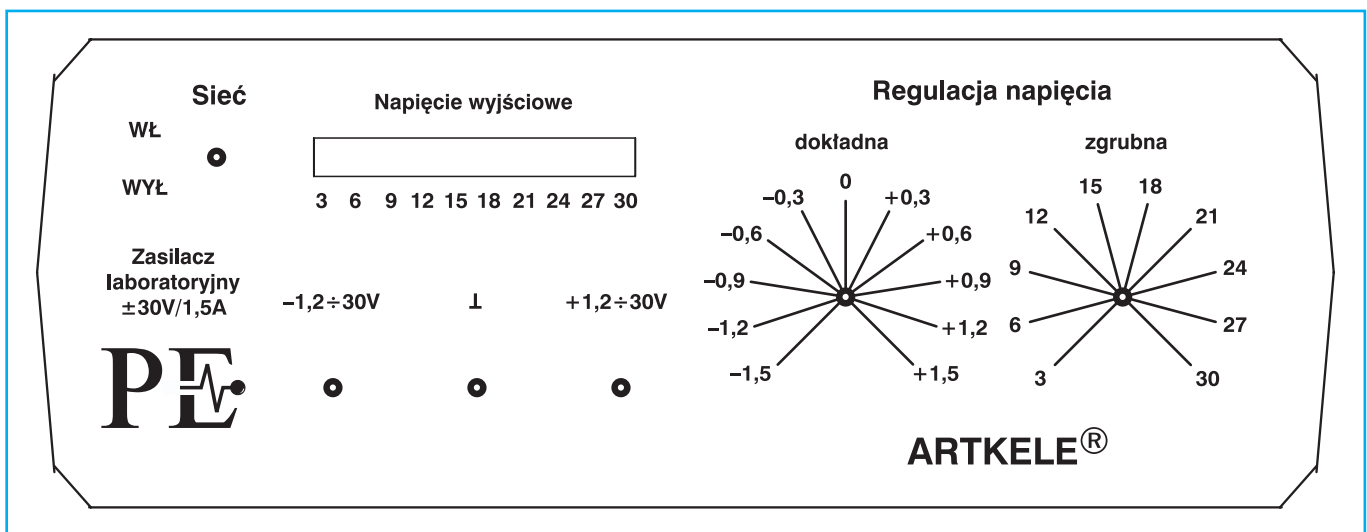 Sieć
WŁ
WYŁ
Napięcie wyjściowe
3 6 9 12 15 18 21 24 27 30
Zasilacz
laboratoryjny
±30V/1,5A
−1,2÷30V
⊥
+1,2÷30V
PE
Regulacja napięcia
dokładna
0
−0,3
+0,3
−0,6
+0,6
−0,9
+0,9
−1,2
+1,2
−1,5
+1,5
zgrubna
15
18
12
21
9
24
6
27
3
30
ARTKELE®